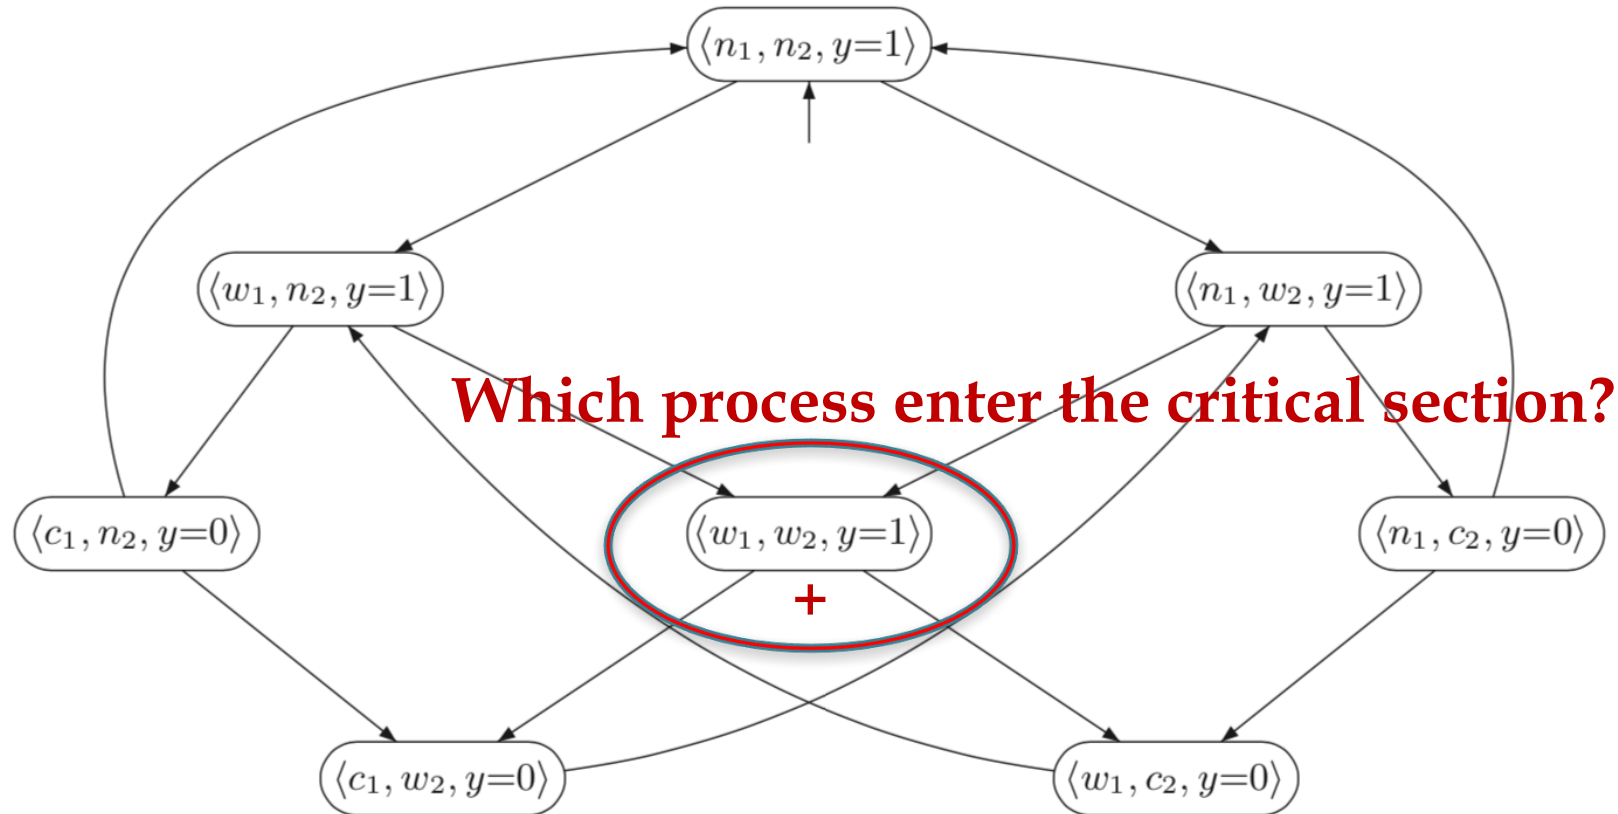 ⟨n₁, n₂, y=1⟩
⟨w₁, n₂, y=1⟩
⟨n₁, w₂, y=1⟩
Which process enter the critical section?
⟨c₁, n₂, y=0⟩
⟨w₁, w₂, y=1⟩
⟨n₁, c₂, y=0⟩
+
⟨c₁, w₂, y=0⟩
⟨w₁, c₂, y=0⟩